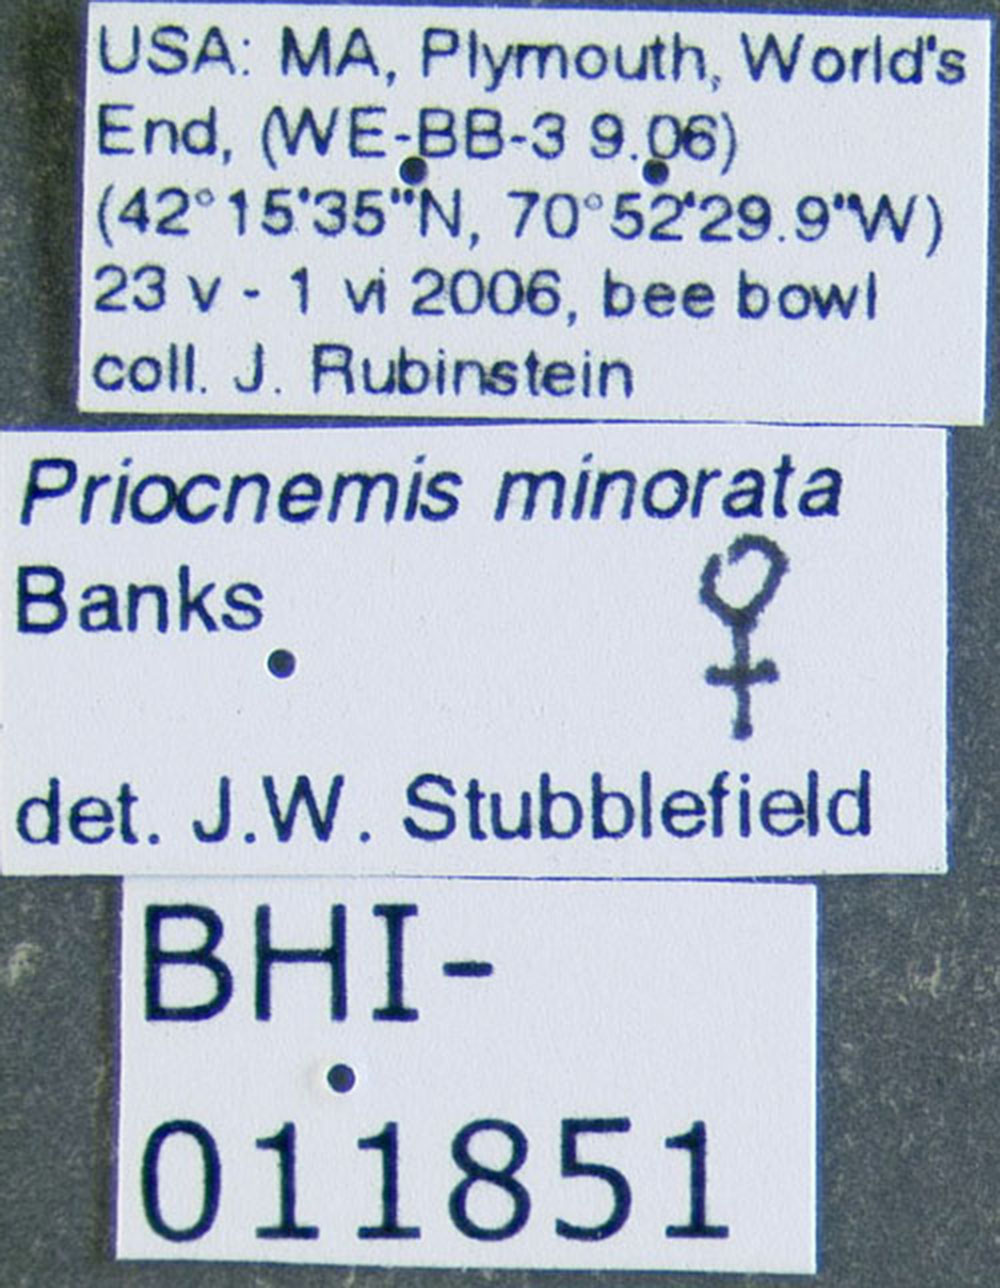 USA: MA, Plymouth, World's
End, (WE-BB-3 9.06)
(42°15'35"N, 70°52'29.9"W)
23 v - 1 vi 2006, bee bowl
coll. J. Rubinstein
Priocnemis minorata
Banks
♀
det. J.W. Stubblefield
BHI-
011851